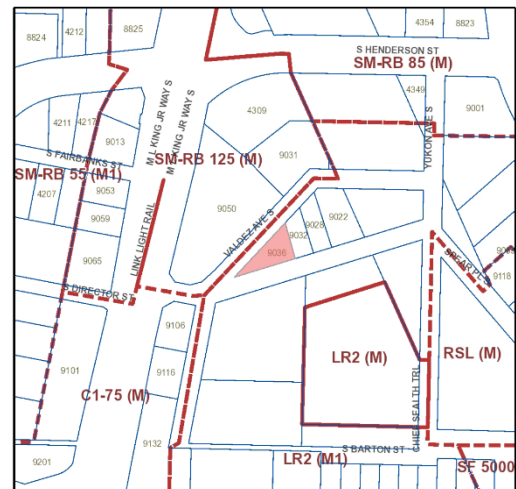 8824
4212
8825
4354
8823
S HENDERSON ST
SM-RB 85 (M)
4349
9001
4309
M L KING JR WAY S
M L KING JR WAY S
YUKON AVE S
4211
4217
9013
S FAIRBANKS ST
SM-RB 125 (M)
9031
SM-RB 55 (M1)
4207
9053
9059
9050
LINK LIGHT RAIL
VALDEZ AVE S
9022
9028
9032
9036
9065
SPEAR PL S
9118
S DIRECTOR ST
9106
9116
9101
C1-75 (M)
LR2 (M)
RSL (M)
CHIEF SEALTH TRL
9132
S BARTON ST
LR2 (M1)
9201
SF 5000